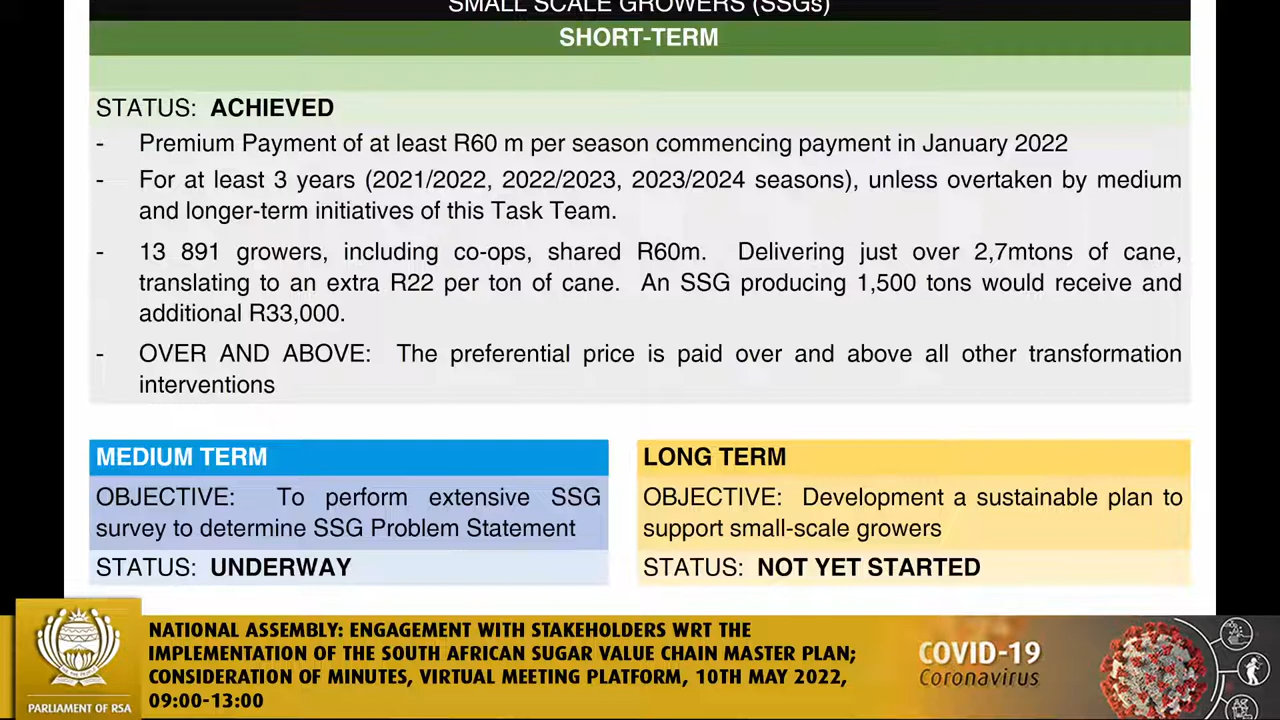 SMALL SCALE GROWERS (SSGs)
SHORT-TERM
STATUS: ACHIEVED
- Premium Payment of at least R60 m per season commencing payment in January 2022
- For at least 3 years (2021/2022, 2022/2023, 2023/2024 seasons), unless overtaken by medium
and longer-term initiatives of this Task Team.
- 13 891 growers, including co-ops, shared R60m. Delivering just over 2,7mtons of cane,
translating to an extra R22 per ton of cane. An SSG producing 1,500 tons would receive and
additional R33,000.
- OVER AND ABOVE: The preferential price is paid over and above all other transformation
interventions
MEDIUM TERM
OBJECTIVE: To perform extensive SSG
survey to determine SSG Problem Statement
STATUS: UNDERWAY
LONG TERM
OBJECTIVE: Development a sustainable plan to
support small-scale growers
STATUS: NOT YET STARTED
PARLIAMENT OF RSA
NATIONAL ASSEMBLY: ENGAGEMENT WITH STAKEHOLDERS WRT THE
IMPLEMENTATION OF THE SOUTH AFRICAN SUGAR VALUE CHAIN MASTER PLAN;
CONSIDERATION OF MINUTES, VIRTUAL MEETING PLATFORM, 10TH MAY 2022,
09:00-13:00
COVID-19
Coronavirus